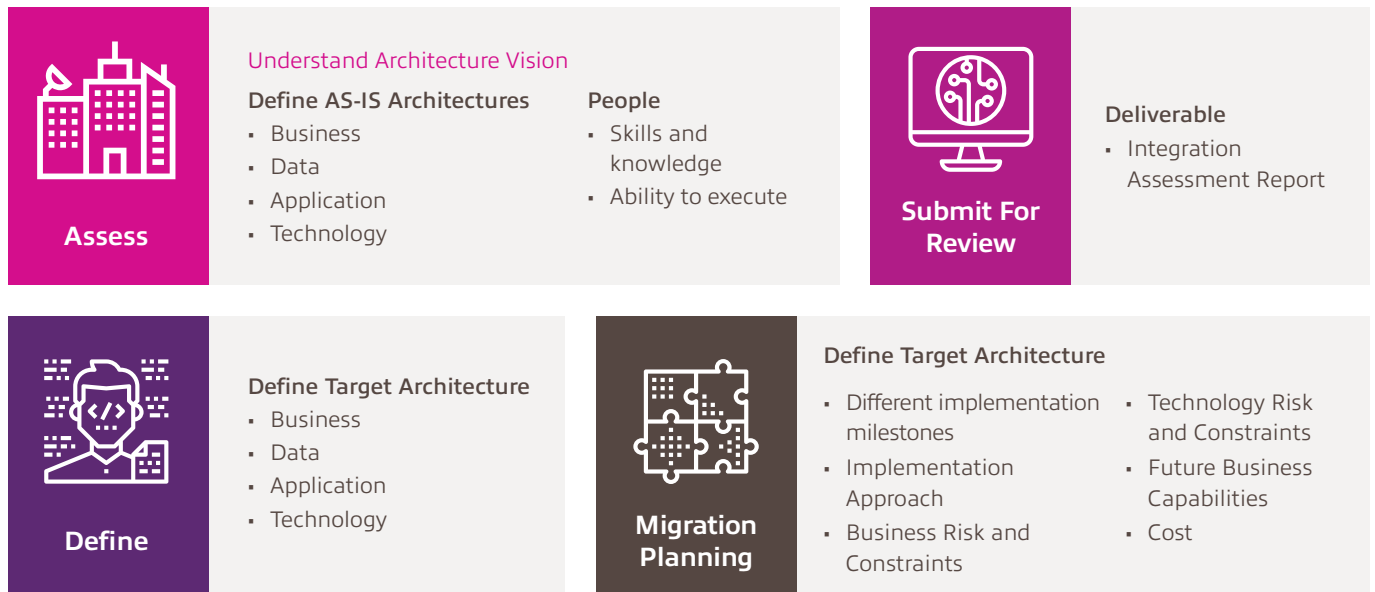 Assess
Understand Architecture Vision
Define AS-IS Architectures
▪ Business
▪ Data
▪ Application
▪ Technology
People
▪ Skills and
knowledge
▪ Ability to execute
Submit For
Review
Deliverable
▪ Integration
Assessment Report
</>
Define
Define Target Architecture
▪ Business
▪ Data
▪ Application
▪ Technology
Migration
Planning
Define Target Architecture
▪ Different implementation
milestones
▪ Implementation
Approach
▪ Business Risk and
Constraints
▪ Technology Risk
and Constraints
▪ Future Business
Capabilities
▪ Cost